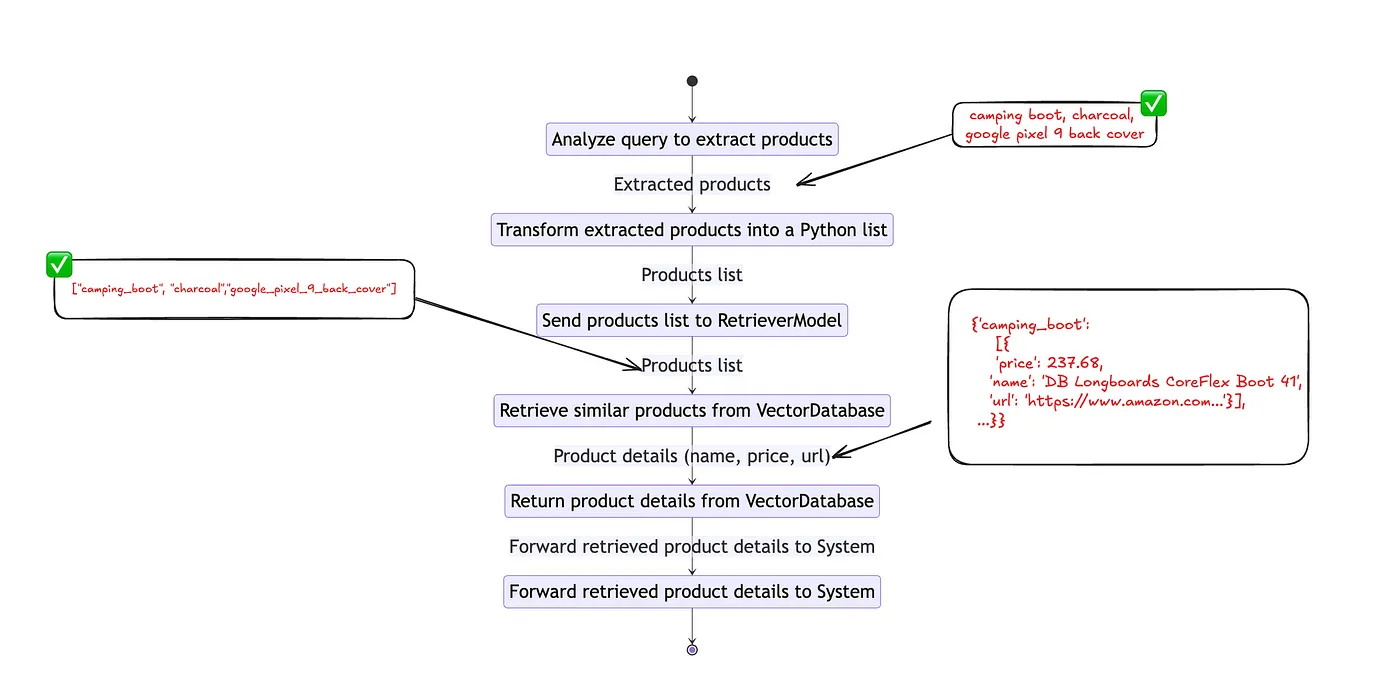 camping boot, charcoal,
google pixel 9 back cover
Analyze query to extract products
Extracted products
Transform extracted products into a Python list
Products list
["camping_boot", "charcoal","google_pixel_9_back_cover"]
Send products list to RetrieverModel
Products list
{'camping_boot':
[{
'price': 237.68,
'name': 'DB Longboards CoreFlex Boot 41',
'url': 'https://www.amazon.com...'}],
...}}
Retrieve similar products from VectorDatabase
Product details (name, price, url)
Return product details from VectorDatabase
Forward retrieved product details to System
Forward retrieved product details to System